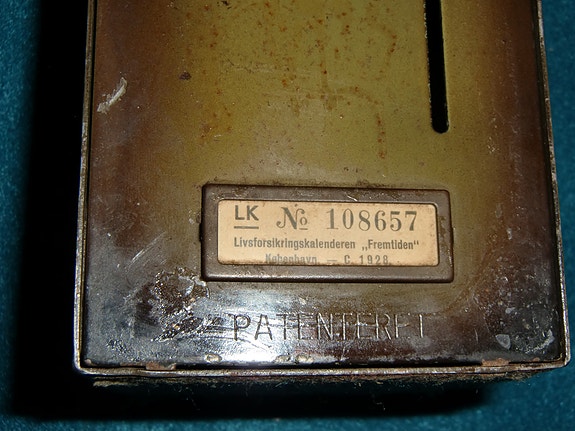 LK № 108657
Livsforsikringskalenderen „Fremtiden"
København. — C. 1928.
PATENTERET